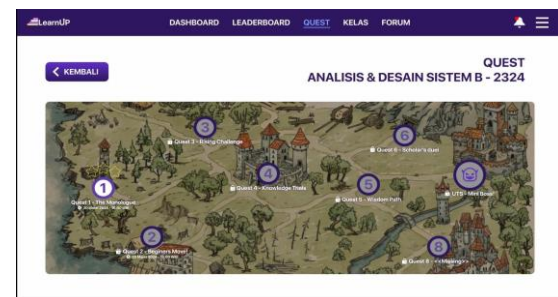 LearnUP
DASHBOARD LEADERBOARD QUEST KELAS FORUM
KEMBALI
QUEST
ANALISIS & DESAIN SISTEM B - 2324
3
Quest 3 - Rising Challenge
6
Quest 6 - Scholar's duel
4
Quest 4 - Knowledge Trials
1
Quest 1 - The Monologue
5
Quest 5 - Wisdom Path
UTS - Mini Boss!
2
Quest 2 - Beginners Move!
8
Quest 8 -